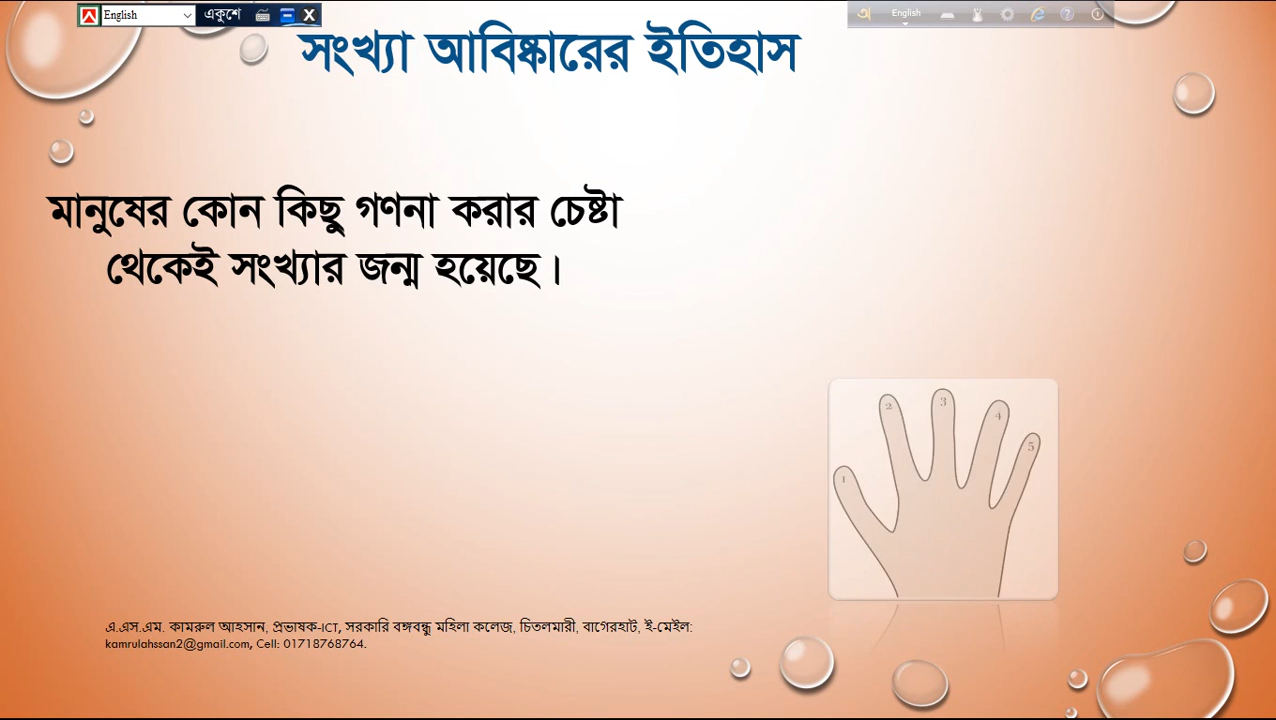 English
একুশে
X
English
সংখ্যা আবিষ্কারের ইতিহাস
মানুষের কোন কিছু গণনা করার চেষ্টা
থেকেই সংখ্যার জন্ম হয়েছে।
1
2
3
4
5
এ.এস.এম. কামরুল আহসান, প্রভাষক-ICT, সরকারি বঙ্গবন্ধু মহিলা কলেজ, চিতলমারী, বাগেরহাট, ই-মেইল:
kamrulahssan2@gmail.com, Cell: 01718768764.